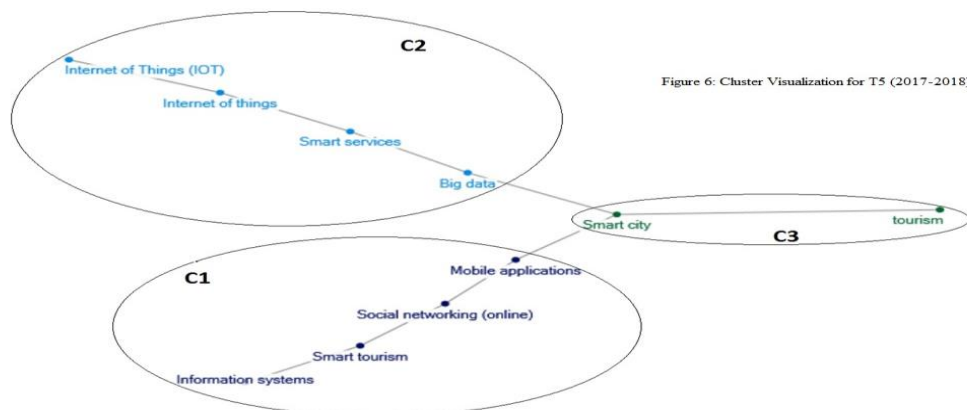 C2
Internet of Things (IOT)
Figure 6: Cluster Visualization for T5 (2017-2018)
Internet of things
Smart services
Big data
Smart city
tourism
C3
Mobile applications
C1
Social networking (online)
Smart tourism
Information systems